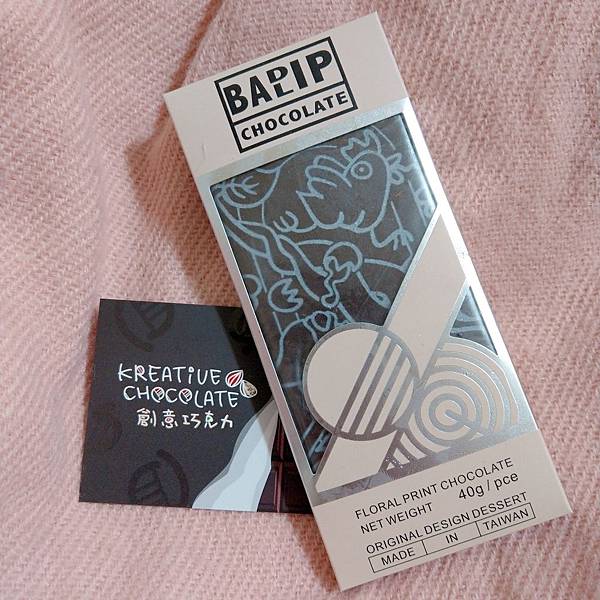 BADLIP
CHOCOLATE
FLORAL PRINT CHOCOLATE
NET WEIGHT 40g / pce
ORIGINAL DESIGN DESSERT
MADE IN TAIWAN
KREATIVE
CHOCOLATE
創意巧克力